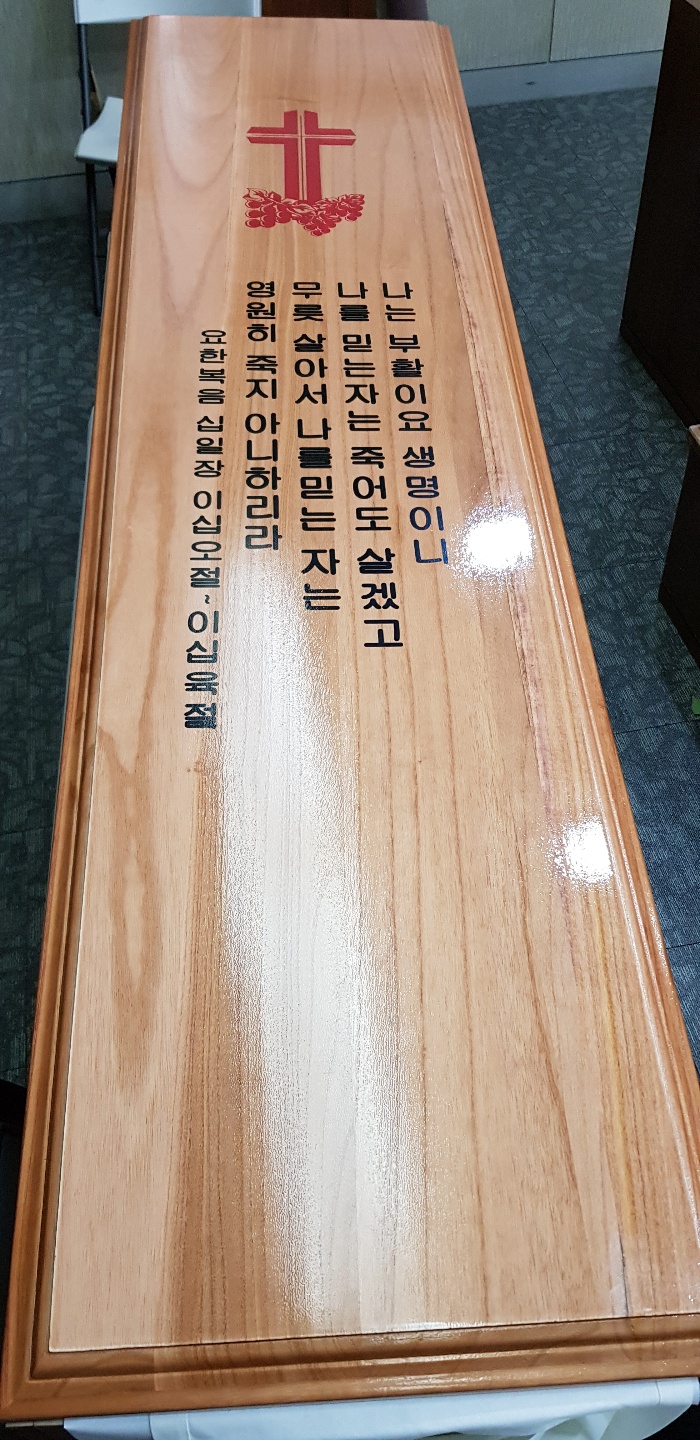 나는 부활이요 생명이니
나를 믿는자는 죽어도 살겠고
무릇 살아서 나를믿는 자는
영원히 죽지 아니하리라
요한복음 십일장 이십오절~이십육절